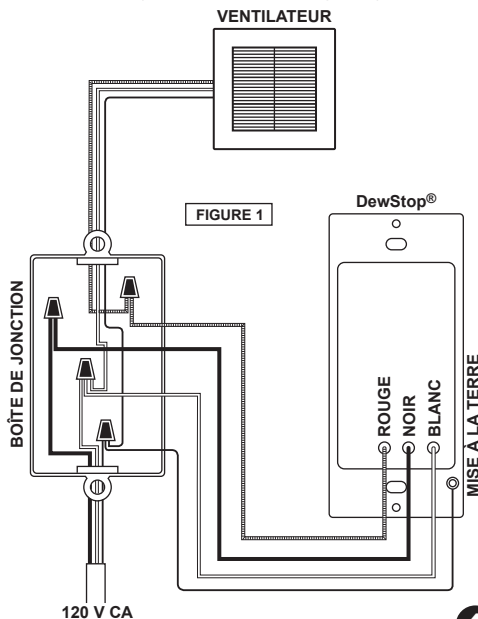 VENTILATEUR
FIGURE 1
DewStop®
BOÎTE DE JONCTION
ROUGE
NOIR
BLANC
MISE À LA TERRE
120 V CA